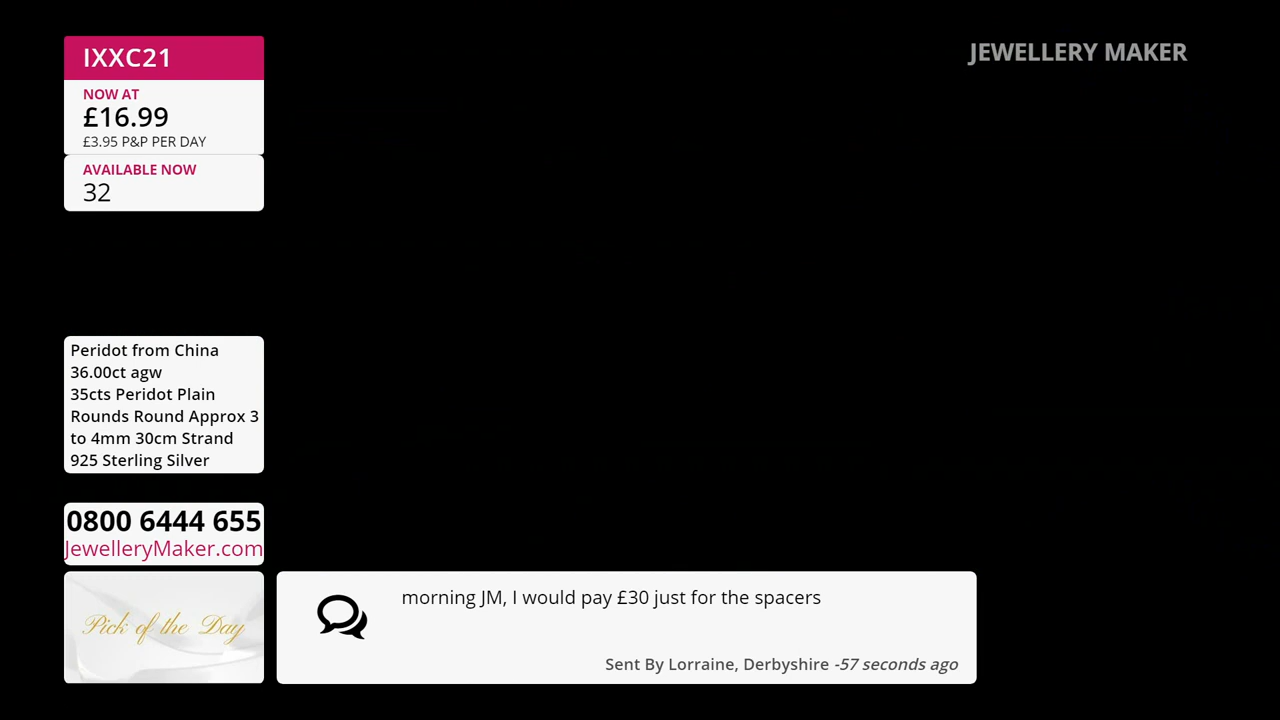 IXXC21
JEWELLERY MAKER
NOW AT
£16.99
£3.95 P&P PER DAY
AVAILABLE NOW
32
Peridot from China
36.00ct agw
35cts Peridot Plain
Rounds Round Approx 3
to 4mm 30cm Strand
925 Sterling Silver
0800 6444 655
JewelleryMaker.com
Pick of the Day
morning JM, I would pay £30 just for the spacers
Sent By Lorraine, Derbyshire -57 seconds ago